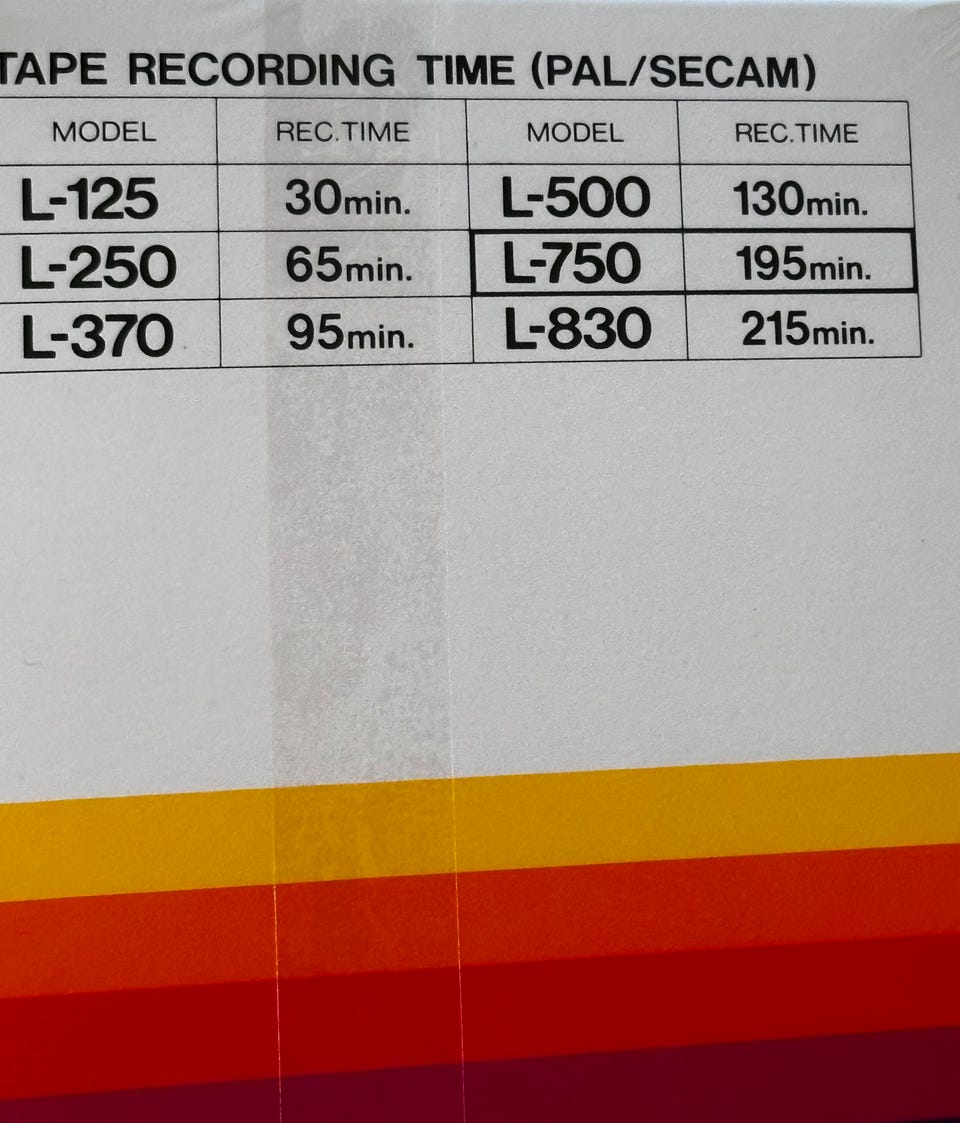 TAPE RECORDING TIME (PAL/SECAM)
MODEL REC.TIME MODEL REC.TIME
L-125 30min. L-500 130min.
L-250 65min. L-750 195min.
L-370 95min. L-830 215min.